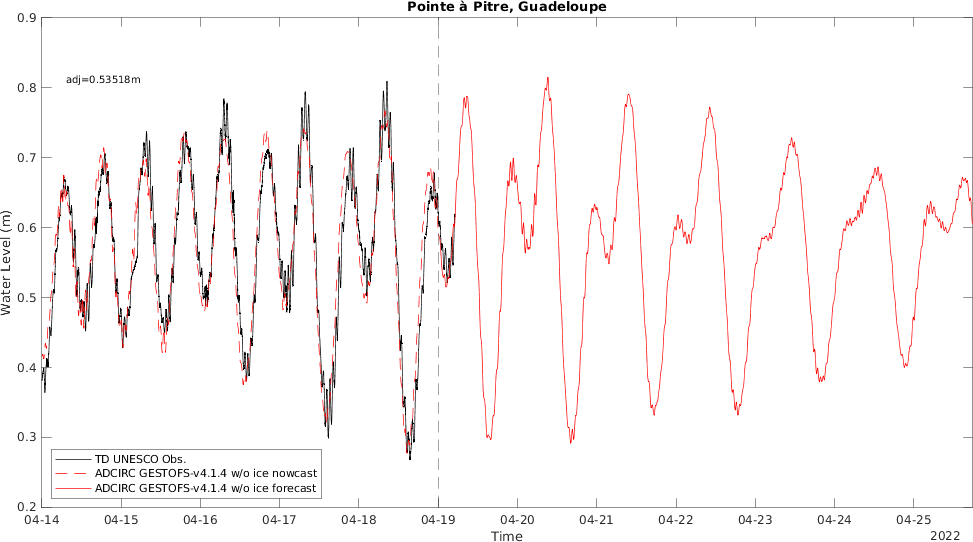 Pointe à Pitre, Guadeloupe
0.9
0.8
0.7
0.6
0.5
0.4
0.3
0.2
Water Level (m)
adj=0.53518m
TD UNESCO Obs.
ADCIRC GESTOFS-v4.1.4 w/o ice nowcast
ADCIRC GESTOFS-v4.1.4 w/o ice forecast
04-14 04-15 04-16 04-17 04-18 04-19 04-20 04-21 04-22 04-23 04-24 04-25
Time
2022